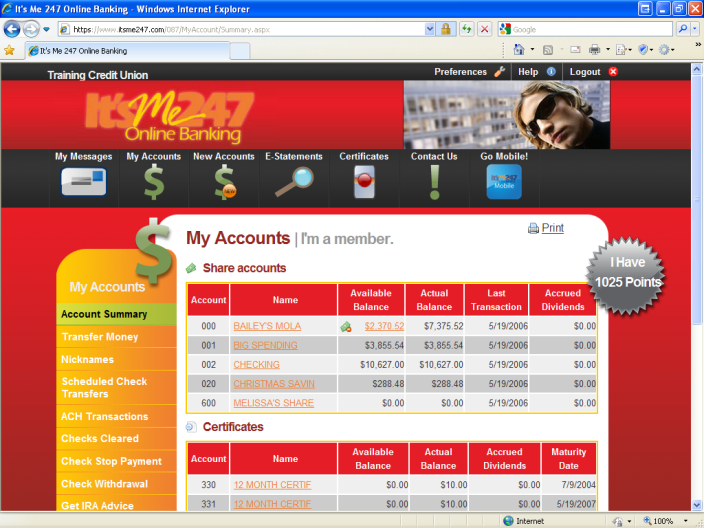 It's Me 247 Online Banking - Windows Internet Explorer
https://www.itsme247.com/087/MyAccount/Summary.aspx
Google
It's Me 247 Online Banking
Training Credit Union
Preferences Help Logout
It'sMe247
Online Banking
My Messages My Accounts New Accounts E-Statements Certificates Contact Us Go Mobile!
NEW
It'sMe247
Mobile
Print
My Accounts | I'm a member.
I Have
1025 Points
My Accounts
Account Summary
Transfer Money
Nicknames
Scheduled Check
Transfers
ACH Transactions
Checks Cleared
Check Stop Payment
Check Withdrawal
Get IRA Advice
Share accounts
Account Name Available Balance Actual Balance Last Transaction Accrued Dividends
000 BAILEY'S MOLA $2,370.52 $7,375.52 5/19/2006 $0.00
001 BIG SPENDING $3,855.54 $3,855.54 5/19/2006 $0.00
002 CHECKING $10,627.00 $10,627.00 5/19/2006 $0.00
020 CHRISTMAS SAVIN $288.48 $288.48 5/19/2006 $0.00
600 MELISSA'S SHARE $0.00 $0.00 5/19/2006 $0.00
Certificates
Account Name Available Balance Actual Balance Accrued Dividends Maturity Date
330 12 MONTH CERTIF $0.00 $10.00 $0.00 7/9/2004
331 12 MONTH CERTIF $0.00 $10.00 $0.00 5/19/2007
Internet
100%